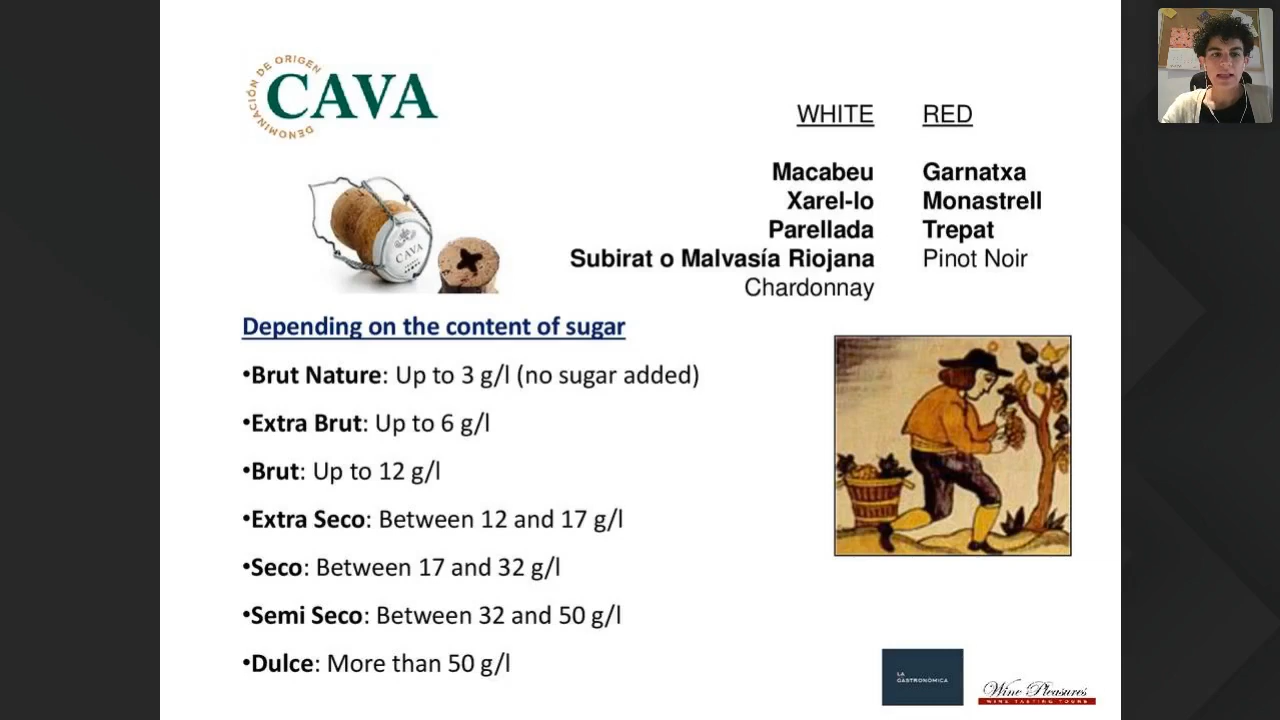 DENOMINACIÓN DE ORIGEN
CAVA
CAVA
WHITE
RED
Macabeu
Garnatxa
Xarel-lo
Monastrell
Parellada
Trepat
Subirat o Malvasía Riojana
Pinot Noir
Chardonnay
Depending on the content of sugar
•Brut Nature: Up to 3 g/l (no sugar added)
•Extra Brut: Up to 6 g/l
•Brut: Up to 12 g/l
•Extra Seco: Between 12 and 17 g/l
•Seco: Between 17 and 32 g/l
•Semi Seco: Between 32 and 50 g/l
•Dulce: More than 50 g/l
LA
GASTRONÒMICA
Wine Pleasures
WINE TASTING TOURS